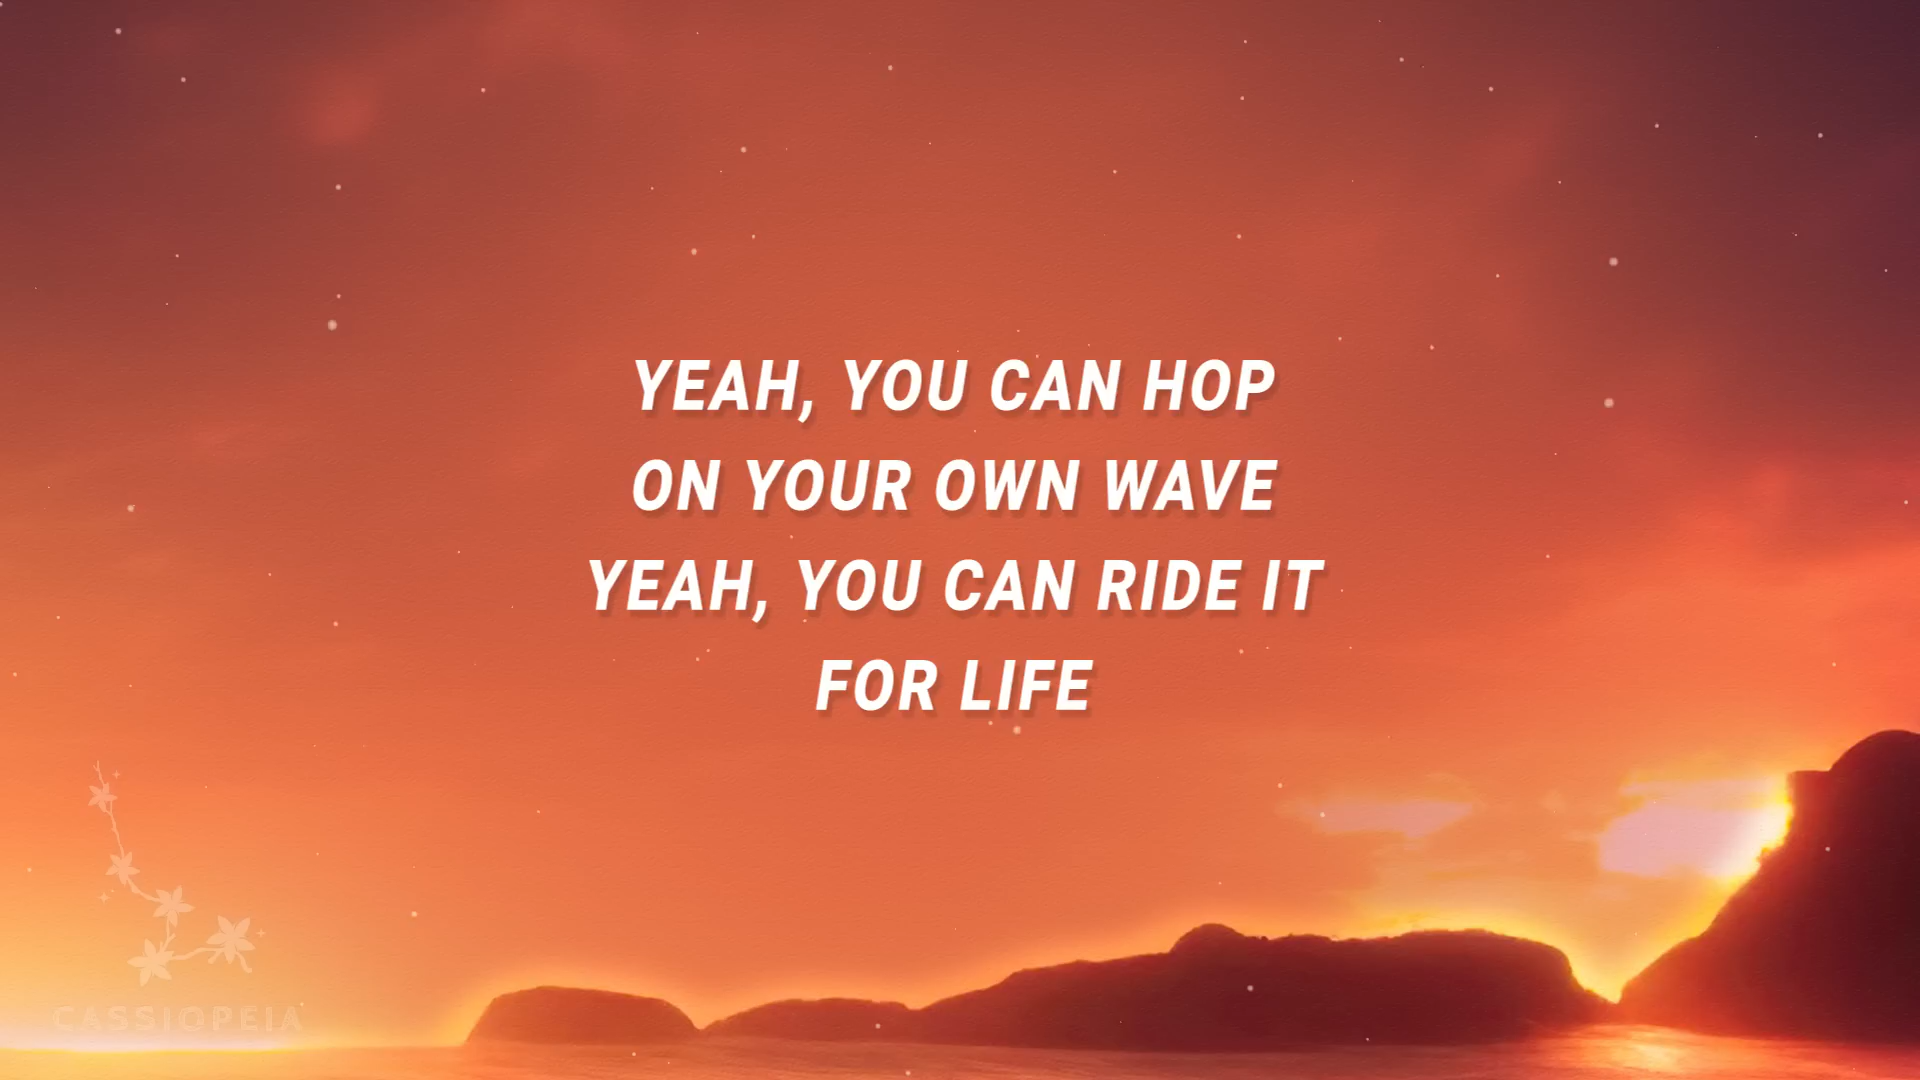 YEAH, YOU CAN HOP
ON YOUR OWN WAVE
YEAH, YOU CAN RIDE IT
FOR LIFE
CASSIOPEIA